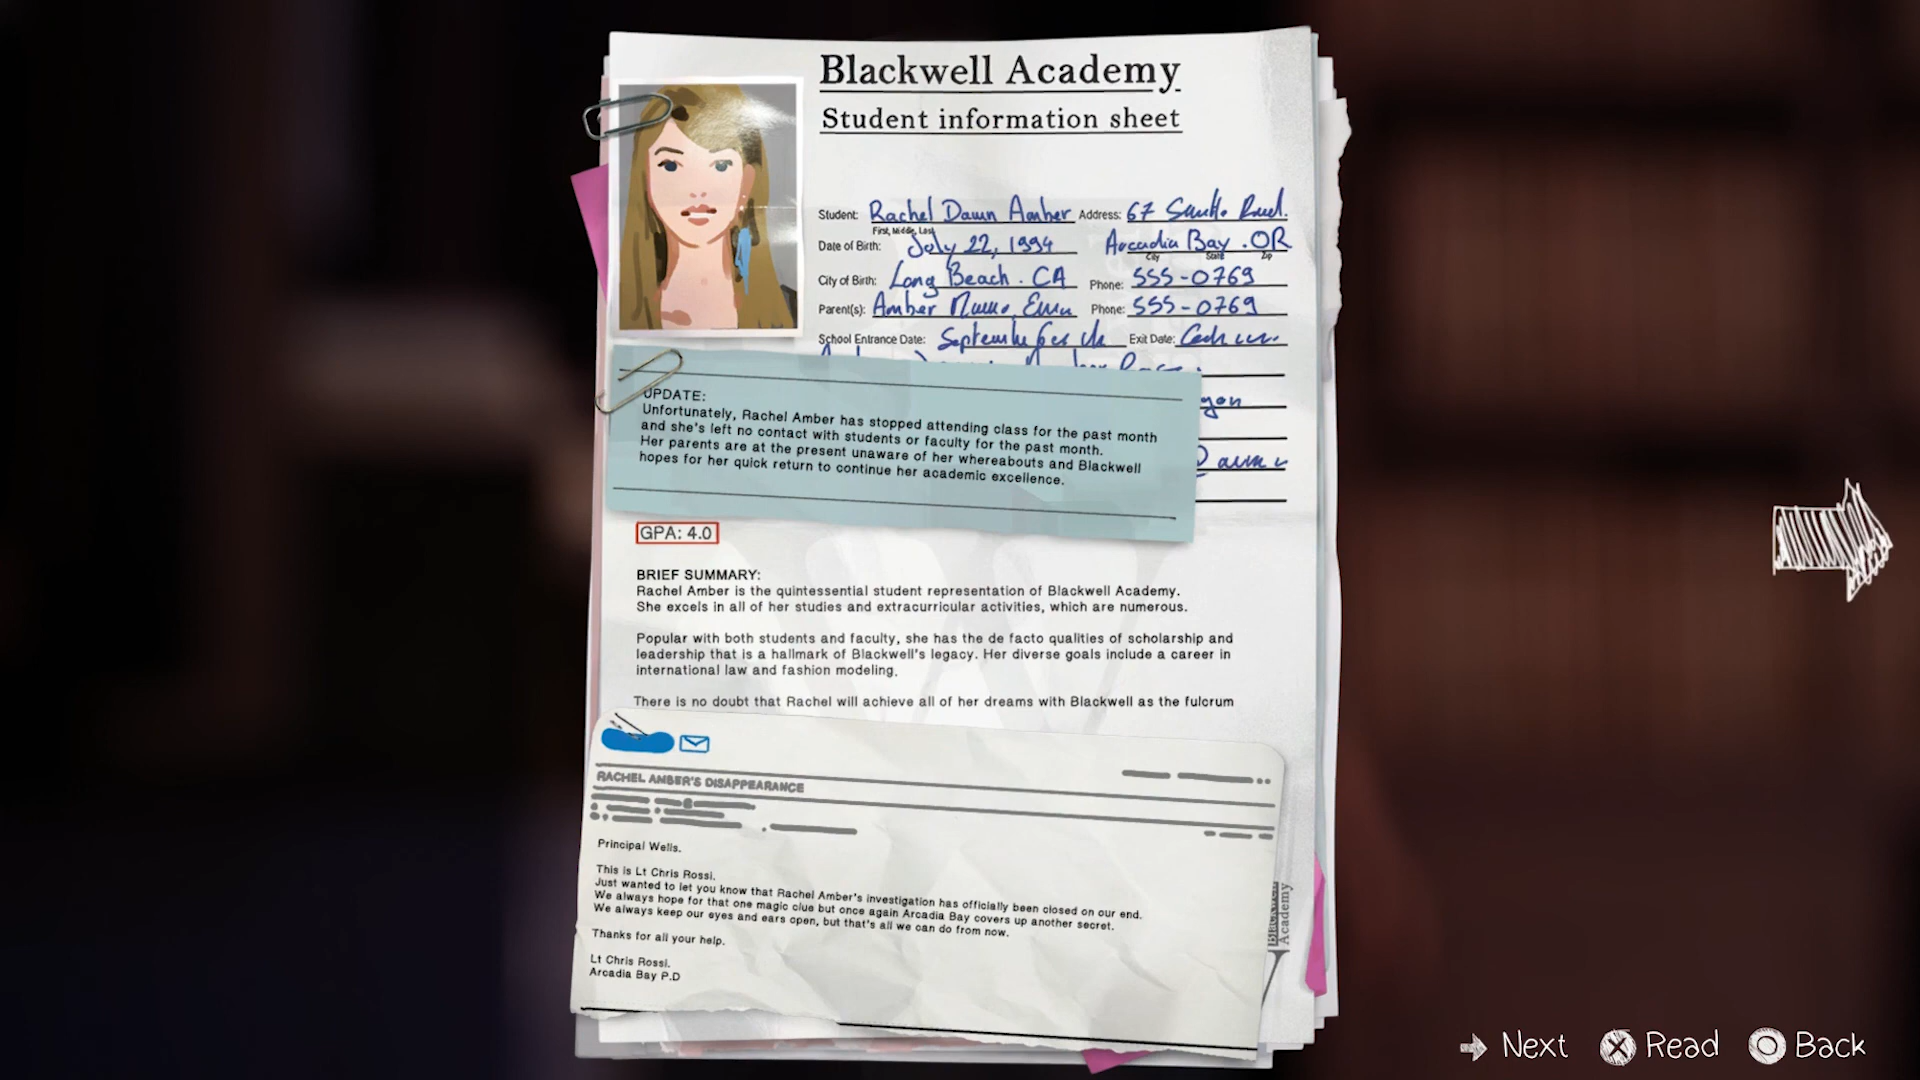 Blackwell Academy
Student information sheet
Student: Rachel Dawn Amber Address: 67
First, Middle, Last
Date of Birth: July 22, 1994 Arcadia Bay . OR
City State Zip
City of Birth: Long Beach . CA Phone: 555-0769
Parent(s): Amber Phone: 555-0769
School Entrance Date: Exit Date:
UPDATE:
Unfortunately, Rachel Amber has stopped attending class for the past month
and she's left no contact with students or faculty for the past month.
Her parents are at the present unaware of her whereabouts and Blackwell
hopes for her quick return to continue her academic excellence.
GPA: 4.0
BRIEF SUMMARY:
Rachel Amber is the quintessential student representation of Blackwell Academy.
She excels in all of her studies and extracurricular activities, which are numerous.
Popular with both students and faculty, she has the de facto qualities of scholarship and
leadership that is a hallmark of Blackwell's legacy. Her diverse goals include a career in
international law and fashion modeling.
There is no doubt that Rachel will achieve all of her dreams with Blackwell as the fulcrum
RACHEL AMBER'S DISAPPEARANCE
Principal Wells.
This is Lt Chris Rossi.
Just wanted to let you know that Rachel Amber's investigation has officially been closed on our end.
We always hope for that one magic clue but once again Arcadia Bay covers up another secret.
We always keep our eyes and ears open, but that's all we can do from now.
Thanks for all your help.
Lt Chris Rossi.
Arcadia Bay P.D
Blackwell
Academy
Next Read Back